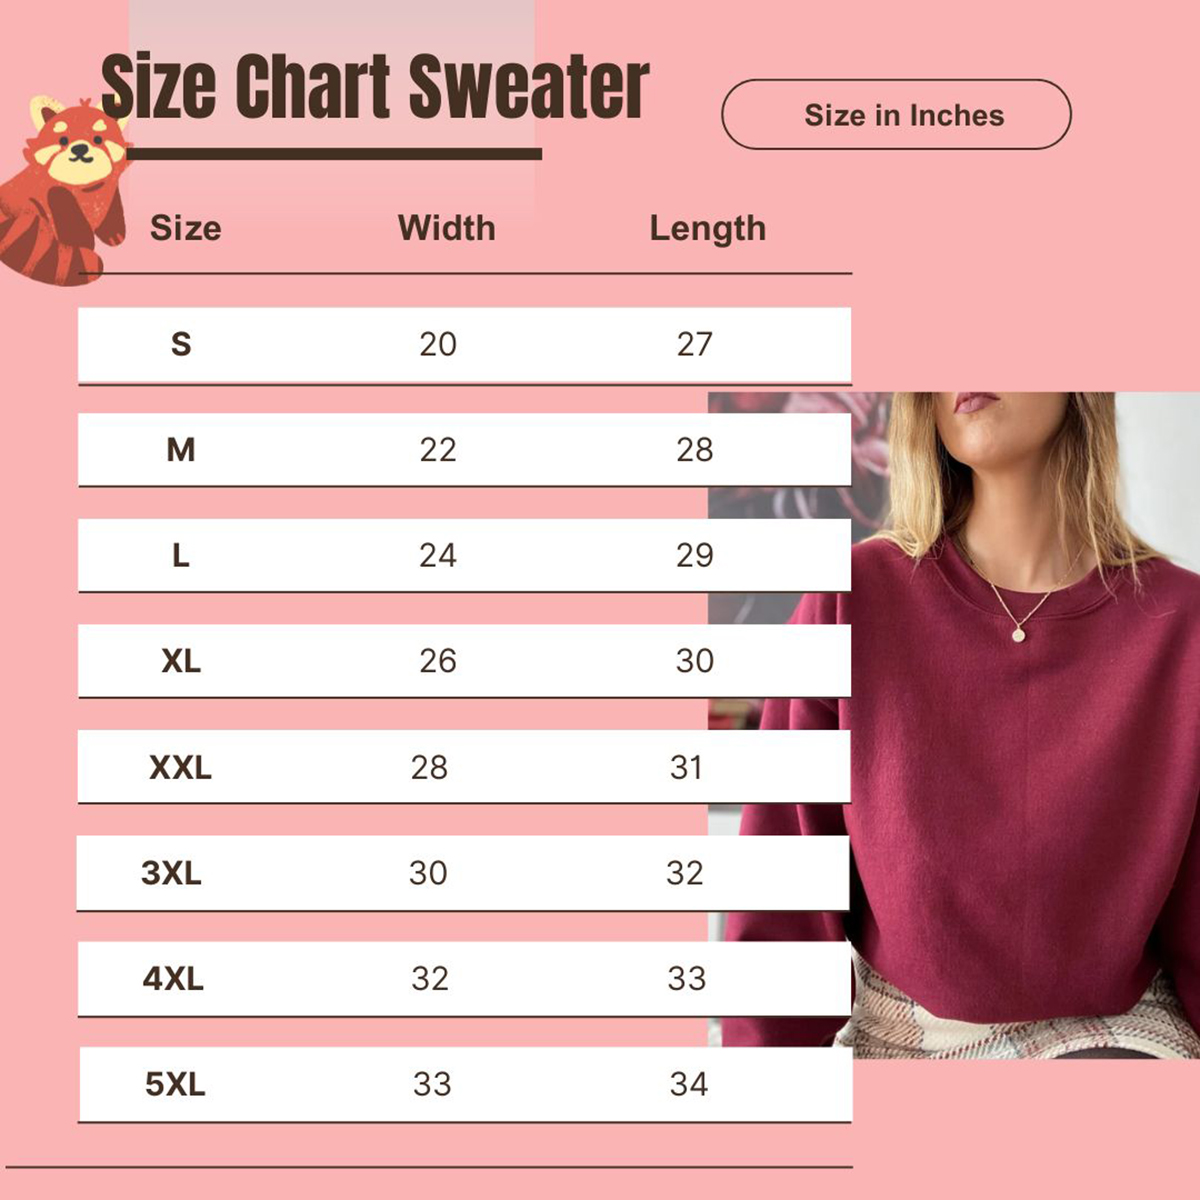 Size Chart Sweater
Size in Inches
Size Width Length
S 20 27
M 22 28
L 24 29
XL 26 30
XXL 28 31
3XL 30 32
4XL 32 33
5XL 33 34